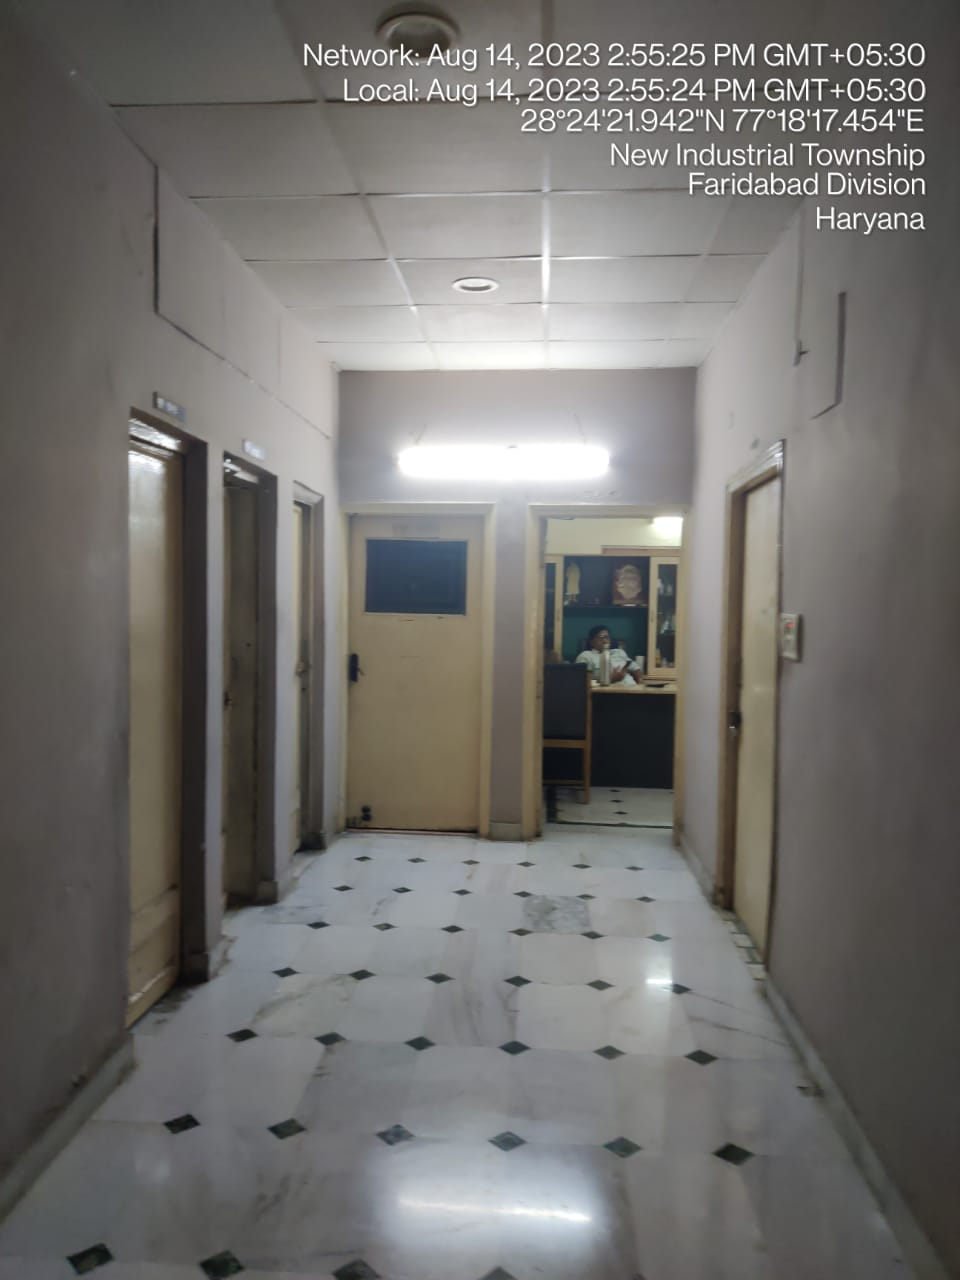 Network: Aug 14, 2023 2:55:25 PM GMT+05:30
Local: Aug 14, 2023 2:55:24 PM GMT+05:30
28°24'21.942"N 77°18'17.454"E
New Industrial Township
Faridabad Division
Haryana